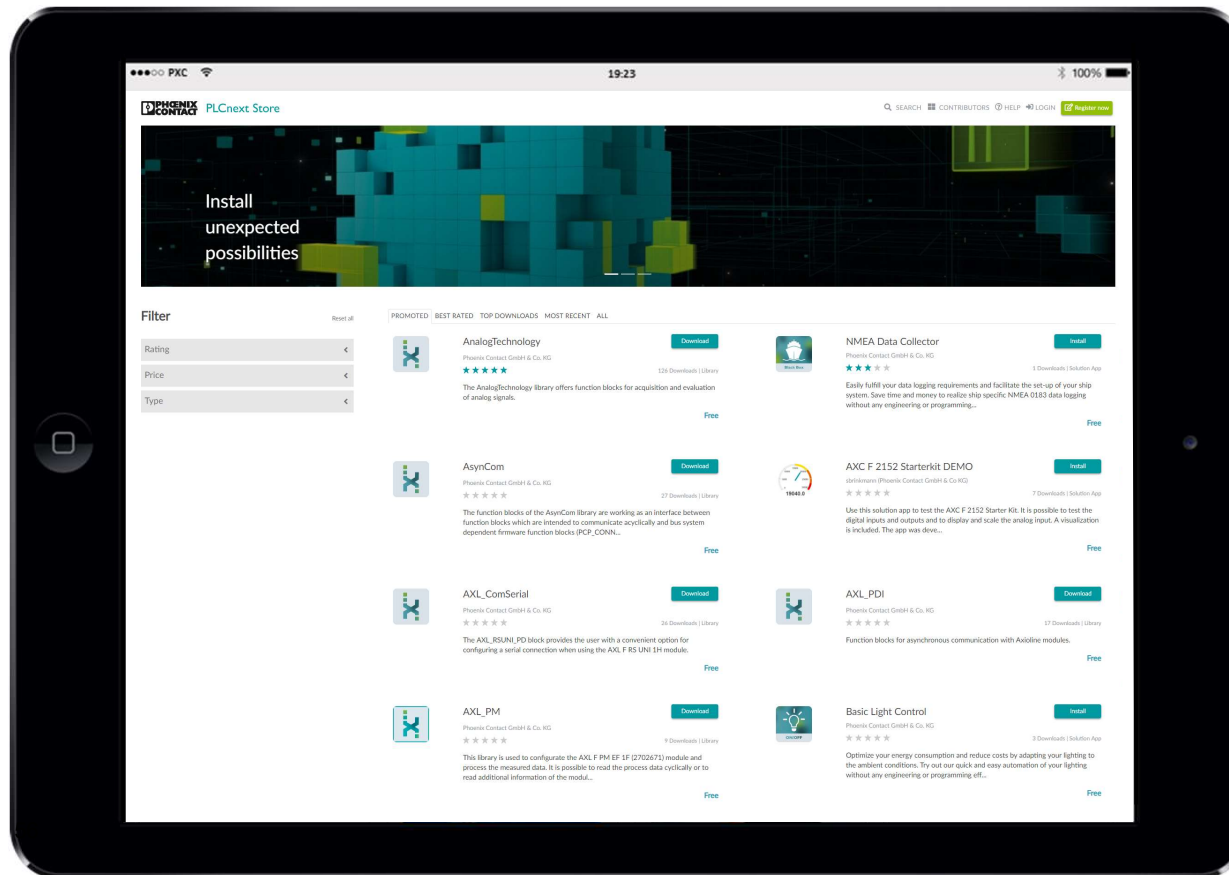 PXC
19:23
100%
PHŒNIX
CONTACT
PLCnext Store
SEARCH
CONTRIBUTORS
HELP
LOGIN
Register now
Install
unexpected
possibilities
Filter
Reset all
Rating
Price
Type
PROMOTED BEST RATED TOP DOWNLOADS MOST RECENT ALL
AnalogTechnology
Download
Phoenix Contact GmbH & Co. KG
126 Downloads | Library
The AnalogTechnology library offers function blocks for acquisition and evaluation
of analog signals.
Free
NMEA Data Collector
Install
Phoenix Contact GmbH & Co. KG
1 Downloads | Solution App
Easily fulfill your data logging requirements and facilitate the set-up of your ship
system. Save time and money to realize ship specific NMEA 0183 data logging
without any engineering or programming...
Free
AsynCom
Download
Phoenix Contact GmbH & Co. KG
27 Downloads | Library
The function blocks of the AsynCom library are working as an interface between
function blocks which are intended to communicate acyclically and bus system
dependent firmware function blocks (PCP_CONN...
Free
19040.0
AXC F 2152 Starterkit DEMO
Install
sbrinkmann (Phoenix Contact GmbH & Co KG)
7 Downloads | Solution App
Use this solution app to test the AXC F 2152 Starter Kit. It is possible to test the
digital inputs and outputs and to display and scale the analog input. A visualization
is included. The app was deve...
Free
AXL_ComSerial
Download
Phoenix Contact GmbH & Co. KG
26 Downloads | Library
The AXL_RSUNI_PD block provides the user with a convenient option for
configuring a serial connection when using the AXL F RS UNI 1H module.
Free
AXL_PDI
Download
Phoenix Contact GmbH & Co. KG
17 Downloads | Library
Function blocks for asynchronous communication with Axioline modules.
Free
AXL_PM
Download
Phoenix Contact GmbH & Co. KG
9 Downloads | Library
This library is used to configurate the AXL F PM EF 1F (2702671) module and
process the measured data. It is possible to read the process data cyclically or to
read additional information of the modul...
Free
Basic Light Control
Install
Phoenix Contact GmbH & Co. KG
3 Downloads | Solution App
Optimize your energy consumption and reduce costs by adapting your lighting to
the ambient conditions. Try out our quick and easy automation of your lighting
without any engineering or programming eff...
Free